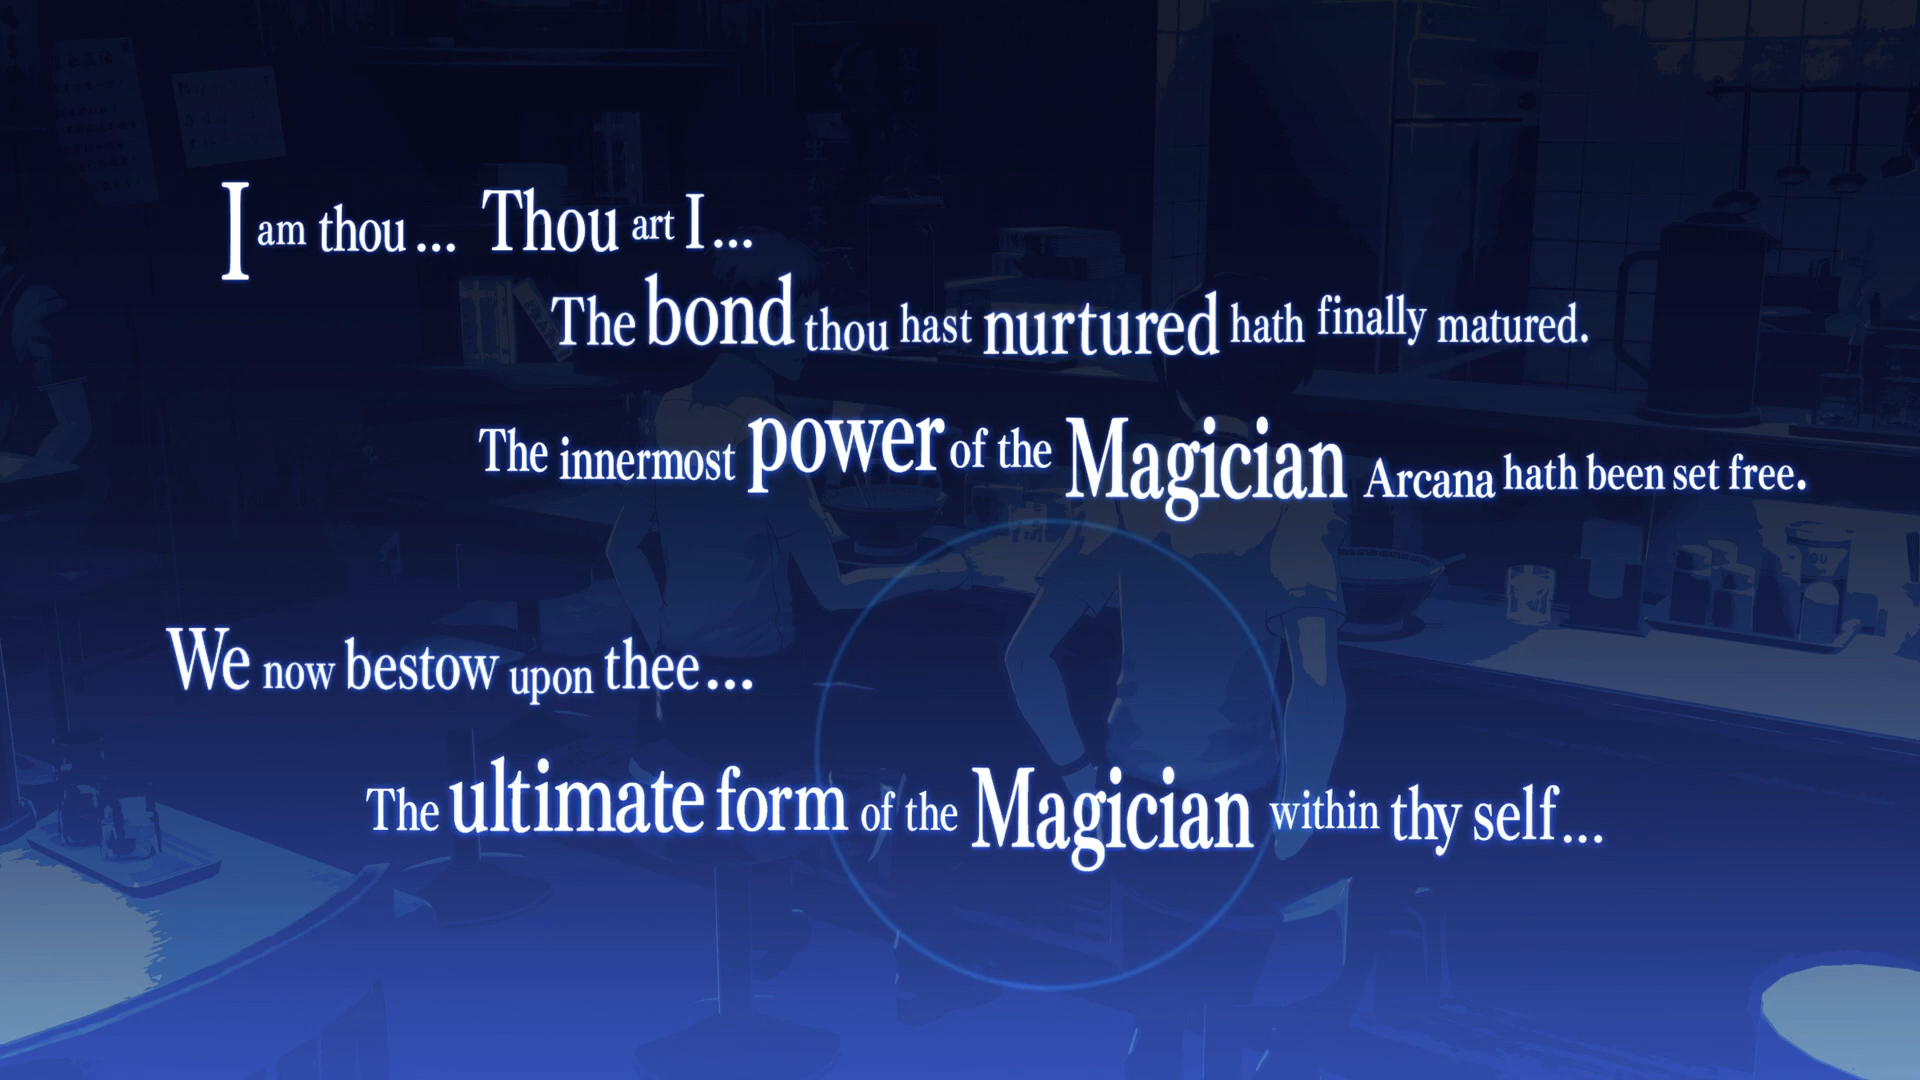 I am thou... Thou art I...
The bond thou hast nurtured hath finally matured.
The innermost power of the Magician Arcana hath been set free.
We now bestow upon thee...
The ultimate form of the Magician within thy self...